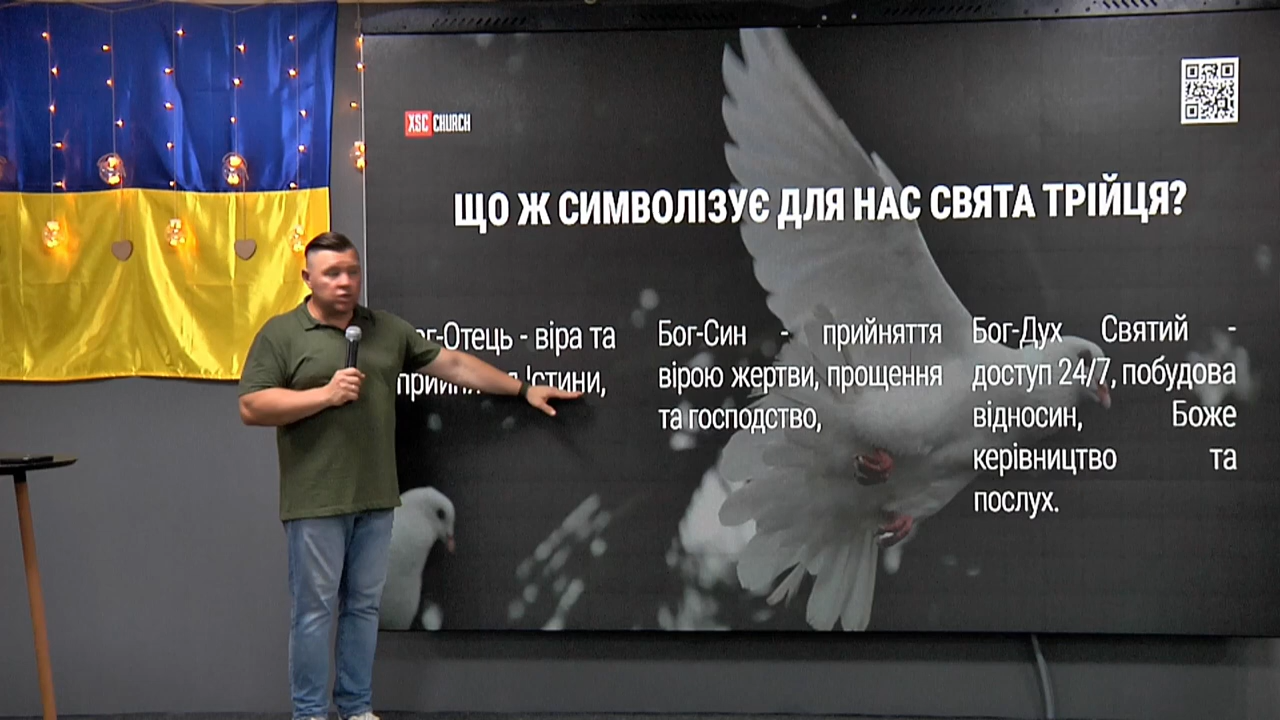 XSC CHURCH
ЩО Ж СИМВОЛІЗУЄ ДЛЯ НАС СВЯТА ТРІЙЦЯ?
-Отець - віра та
Істини,
Бог-Син - прийняття
вірою жертви, прощення
та господство,
Бог-Дух Святий -
доступ 24/7, побудова
відносин, Боже
керівництво та
послух.